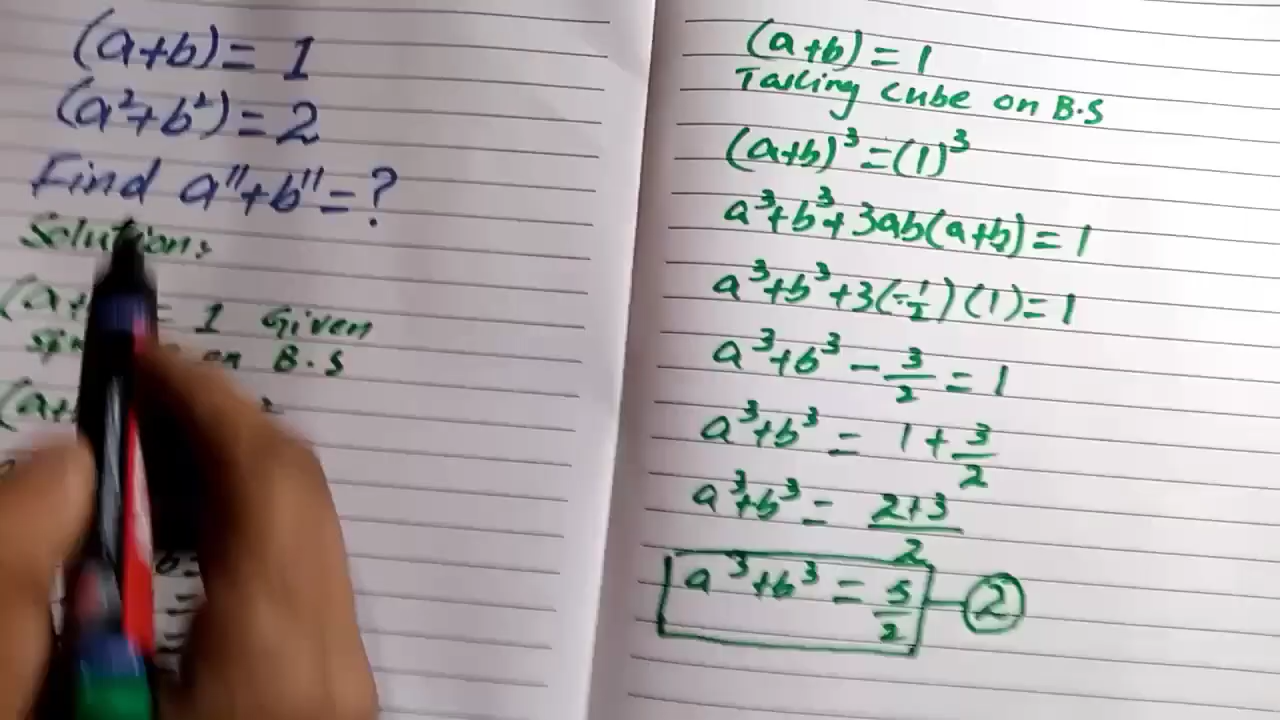 (a+b) = 1
(a²+b²) = 2
Find a¹¹+b¹¹ = ?
Solution:
= 1 Given
on B.S
(a+b) = 1
Taking cube on B.S
(a+b)³ = (1)³
a³+b³+3ab(a+b) = 1
a³+b³+3(-1/2)(1) = 1
a³+b³ - 3/2 = 1
a³+b³ = 1 + 3/2
a³+b³ = 2+3/2
a³+b³ = 5/2 — ②